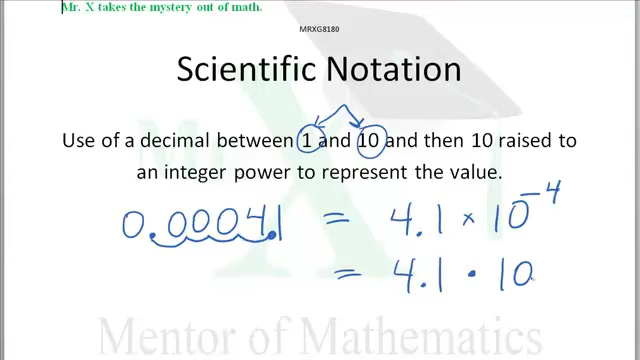 Mr. X takes the mystery out of math.
MRXG8180
Scientific Notation
Use of a decimal between 1 and 10 and then 10 raised to
an integer power to represent the value.
0.00041 = 4.1 × 10⁻⁴
= 4.1 · 10
Mr. X
Mentor of Mathematics